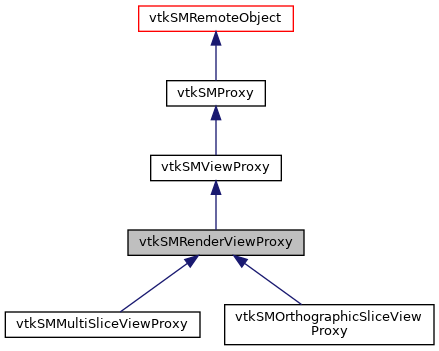 vtkSMRemoteObject
vtkSMProxy
vtkSMViewProxy
vtkSMRenderViewProxy
vtkSMMultiSliceViewProxy
vtkSMOrthographicSliceView
Proxy